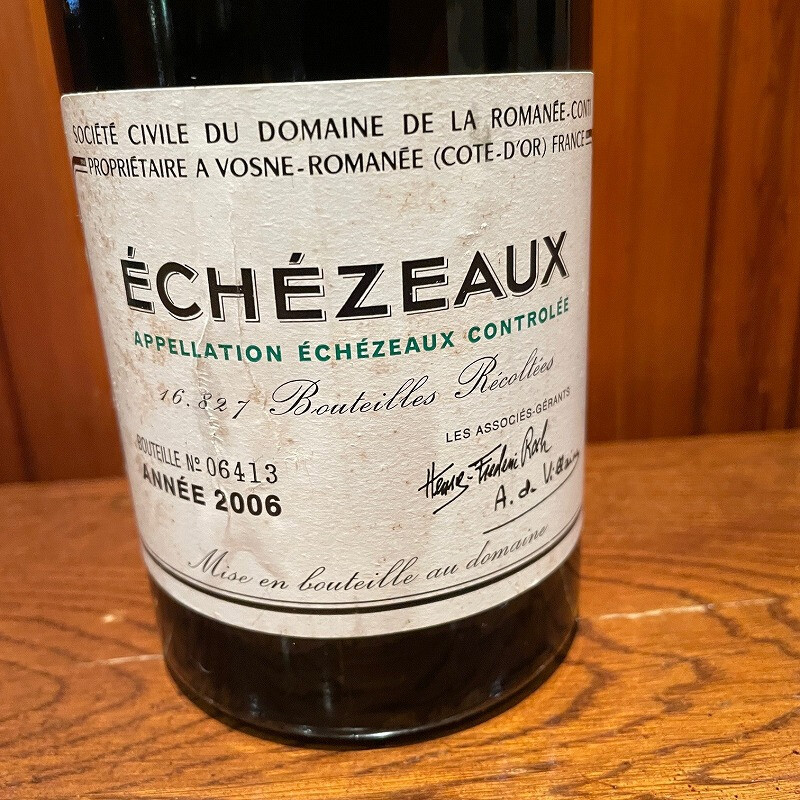 SOCIÉTÉ CIVILE DU DOMAINE DE LA ROMANÉE-CONTI
PROPRIÉTAIRE A VOSNE-ROMANÉE (COTE-D'OR) FRANCE
ÉCHÉZEAUX
APPELLATION ÉCHÉZEAUX CONTROLÉE
16.827 Bouteilles Récoltées
LES ASSOCIÉS-GÉRANTS
BOUTEILLE Nº 06413
ANNÉE 2006
Henry-Frédéric Roch
A. de Villaine
Mise en bouteille au domaine